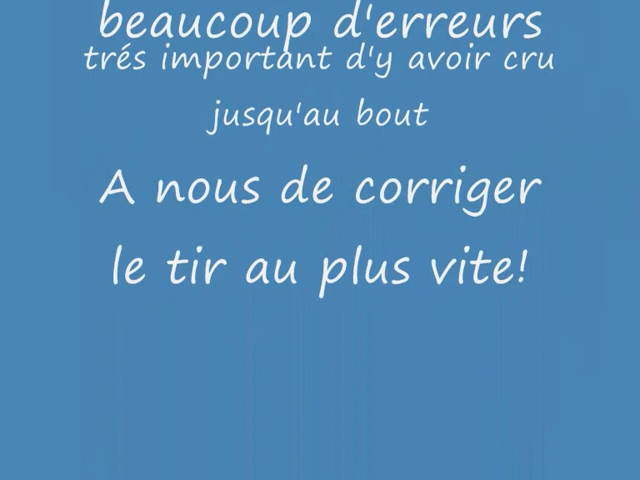 beaucoup d'erreurs
trés important d'y avoir cru
jusqu'au bout
A nous de corriger
le tir au plus vite!